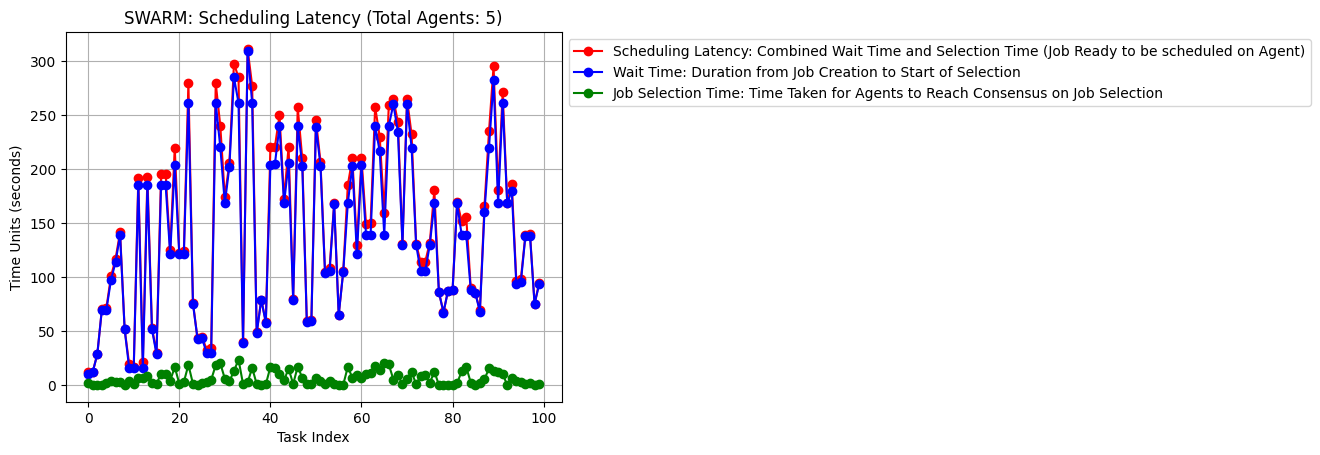 SWARM: Scheduling Latency (Total Agents: 5)
Scheduling Latency: Combined Wait Time and Selection Time (Job Ready to be scheduled on Agent)
Wait Time: Duration from Job Creation to Start of Selection
Job Selection Time: Time Taken for Agents to Reach Consensus on Job Selection
Time Units (seconds)
300
250
200
150
100
50
0
0 20 40 60 80 100
Task Index